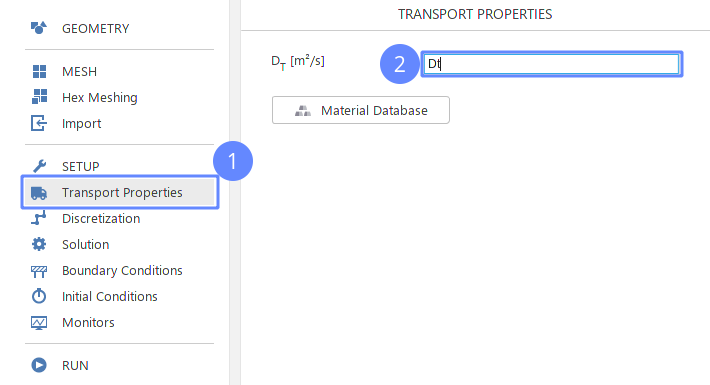 GEOMETRY
MESH
Hex Meshing
Import
SETUP
1
Transport Properties
Discretization
Solution
Boundary Conditions
Initial Conditions
Monitors
RUN
TRANSPORT PROPERTIES
D_T [m²/s]
2
Dt
Material Database